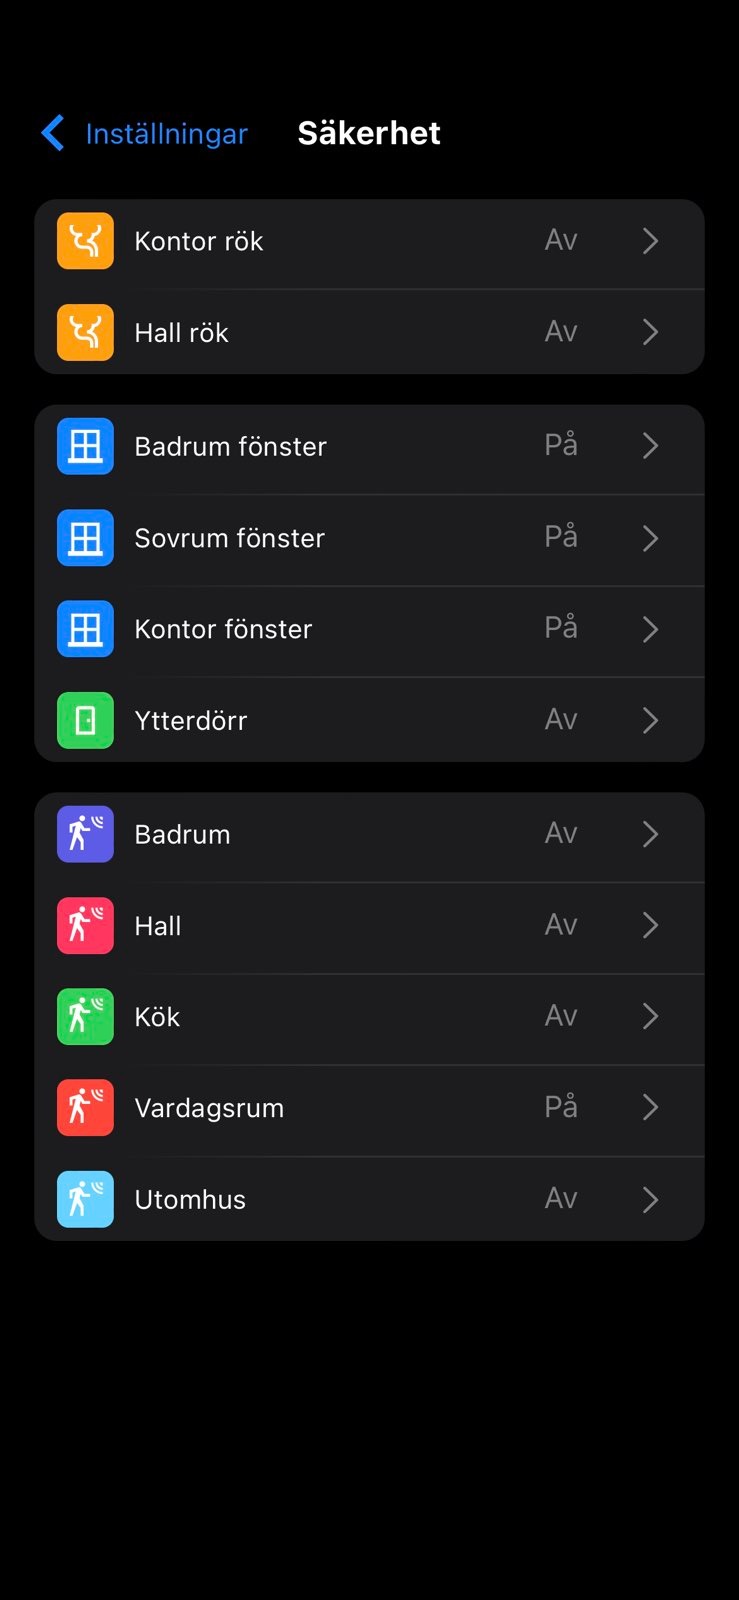 Inställningar Säkerhet
Kontor rök Av
Hall rök Av
Badrum fönster På
Sovrum fönster På
Kontor fönster På
Ytterdörr Av
Badrum Av
Hall Av
Kök Av
Vardagsrum På
Utomhus Av